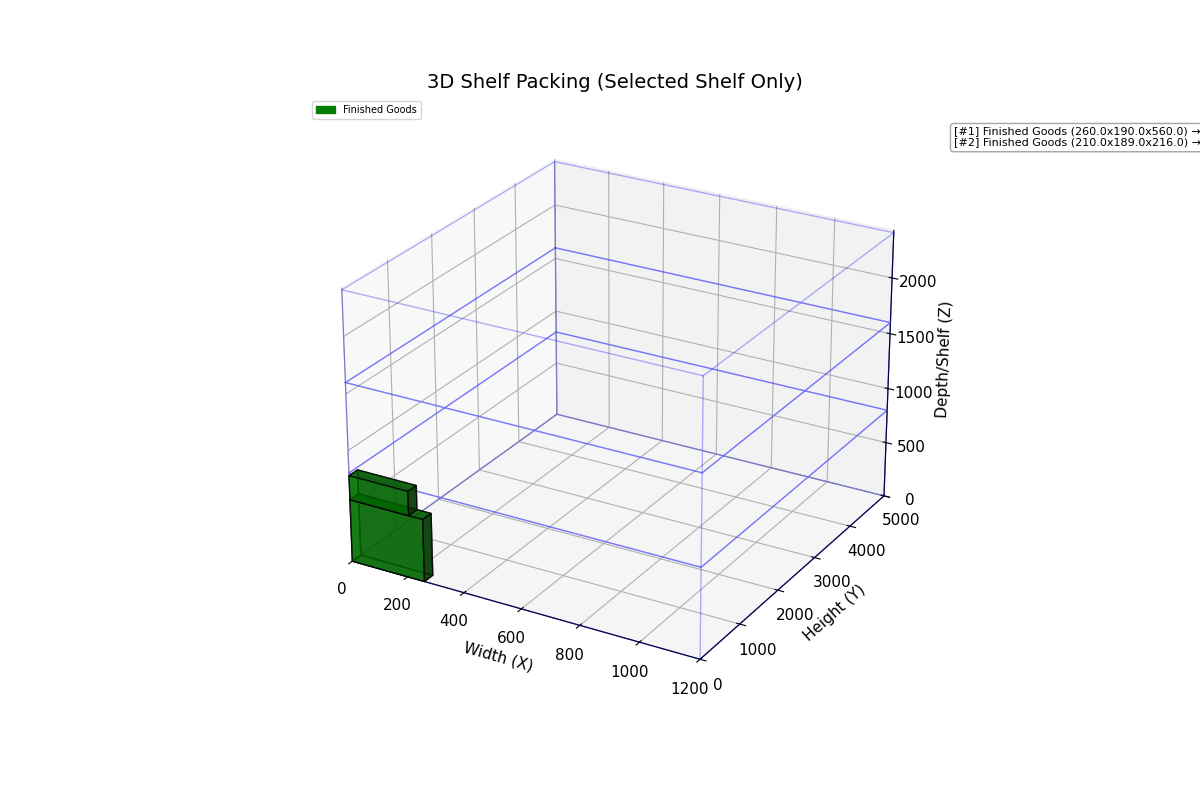 3D Shelf Packing (Selected Shelf Only)
Finished Goods
[#1] Finished Goods (260.0x190.0x560.0) →
[#2] Finished Goods (210.0x189.0x216.0) →
2000
1500
1000
500
0
Depth/Shelf (Z)
5000
4000
3000
2000
1000
0
Height (Y)
0
200
400
600
800
1000
1200
Width (X)